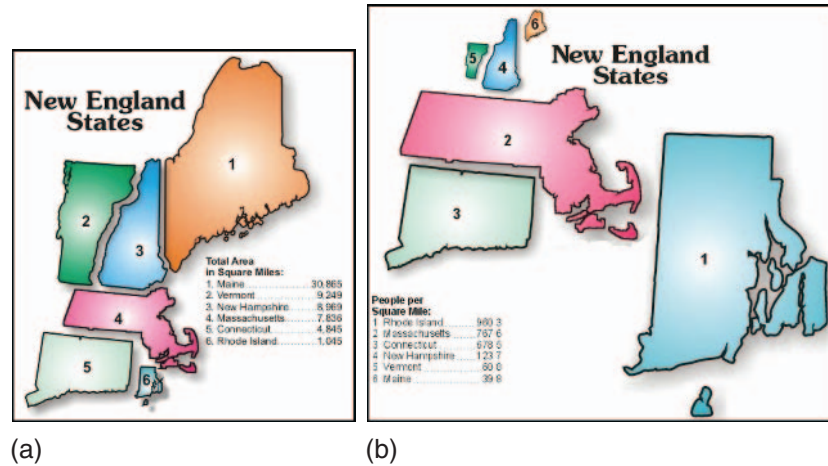 New England
States
1
2
3
4
5
6
Total Area
in Square Miles:
1. Maine 30,865
2. Vermont 9,249
3. New Hampshire 8,969
4. Massachusetts 7,836
5. Connecticut 4,845
6. Rhode Island 1,045
(a)
6
5
4
New England
States
2
3
1
People per
Square Mile:
1 Rhode Island 960 3
2 Massachusetts 767 6
3 Connecticut 678 5
4 New Hampshire 123 7
5 Vermont 60 8
6 Maine 39 8
(b)